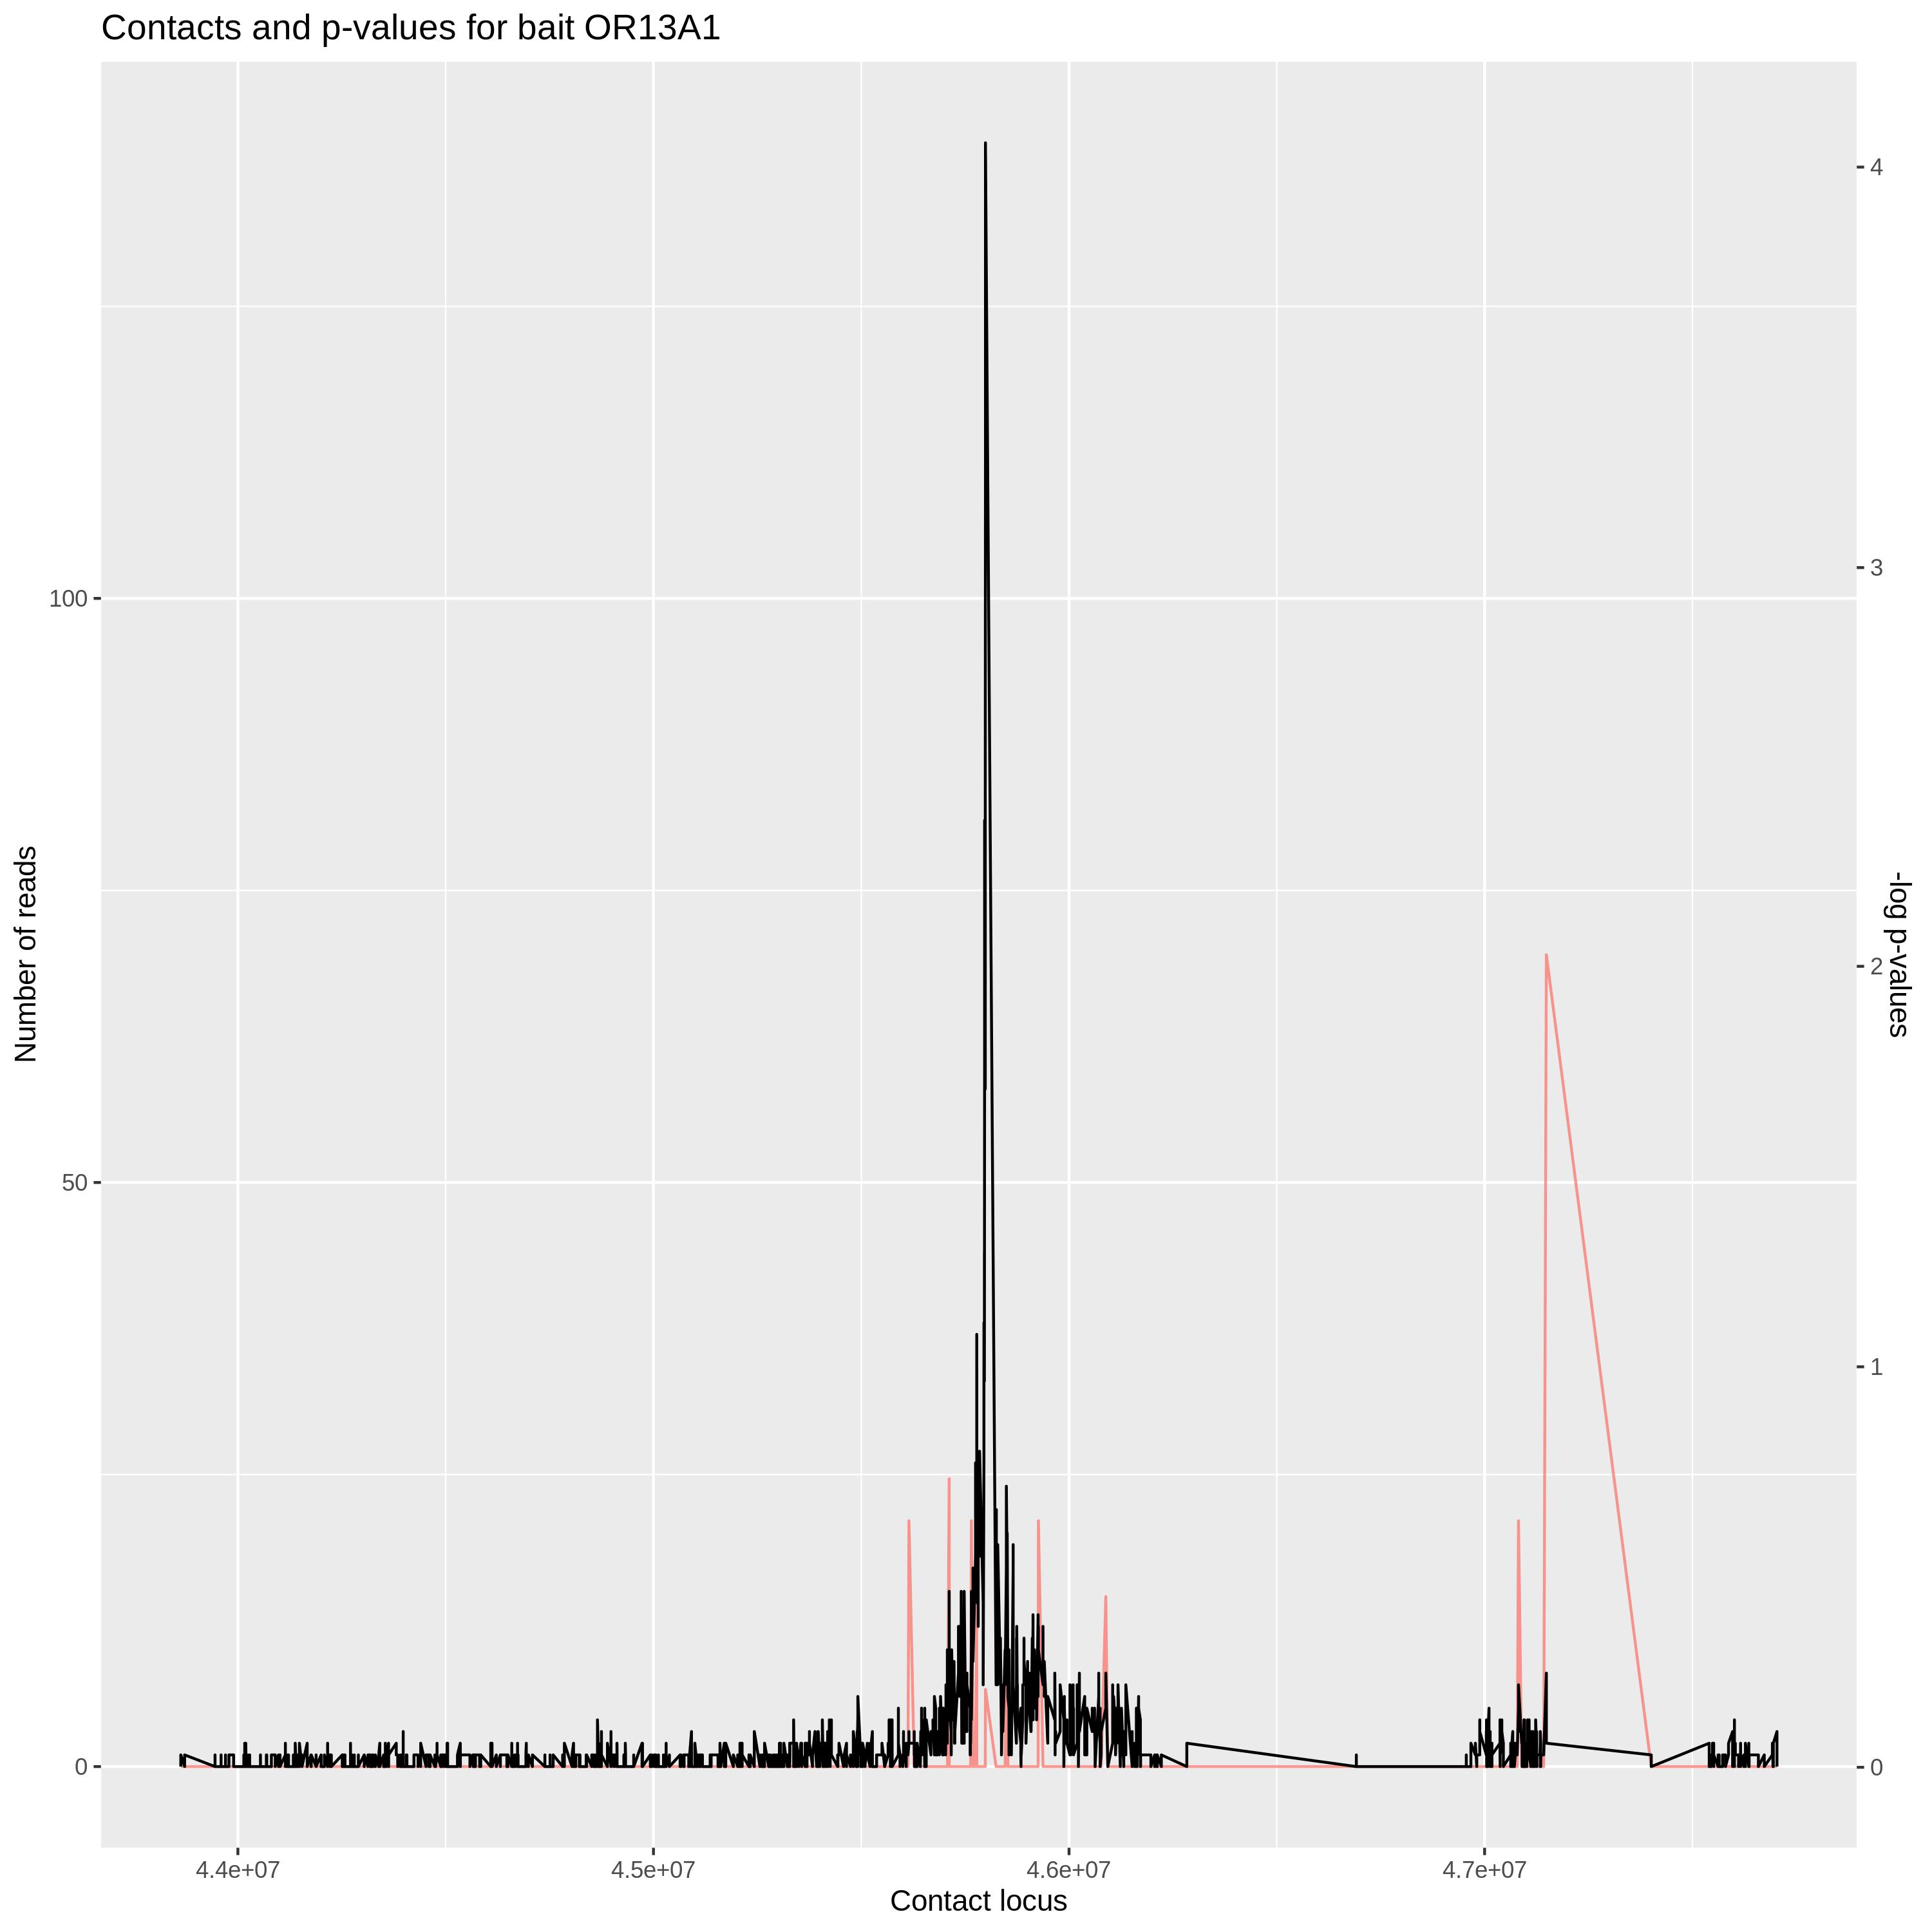 Contacts and p-values for bait OR13A1
Number of reads
100
50
0
4
3
2
1
0
-log p-values
4.4e+07 4.5e+07 4.6e+07 4.7e+07
Contact locus